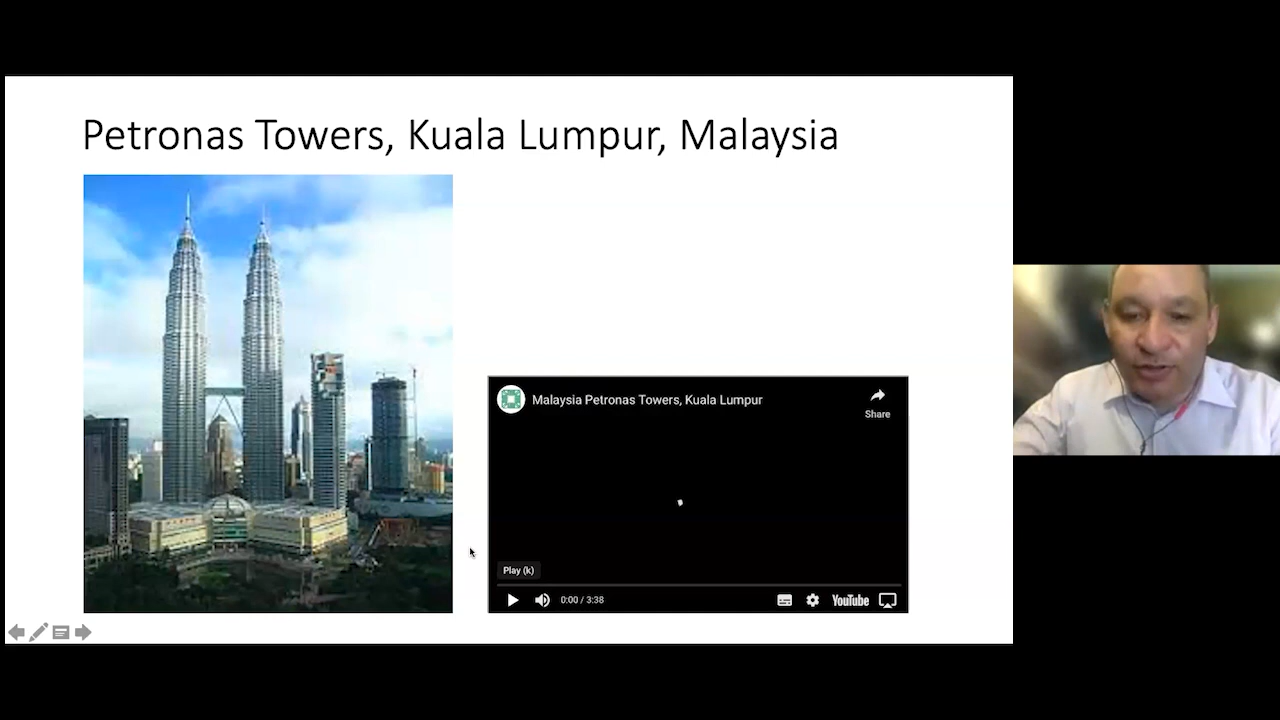 Petronas Towers, Kuala Lumpur, Malaysia
Malaysia Petronas Towers, Kuala Lumpur
Share
Play (k)
0:00 / 3:38
YouTube